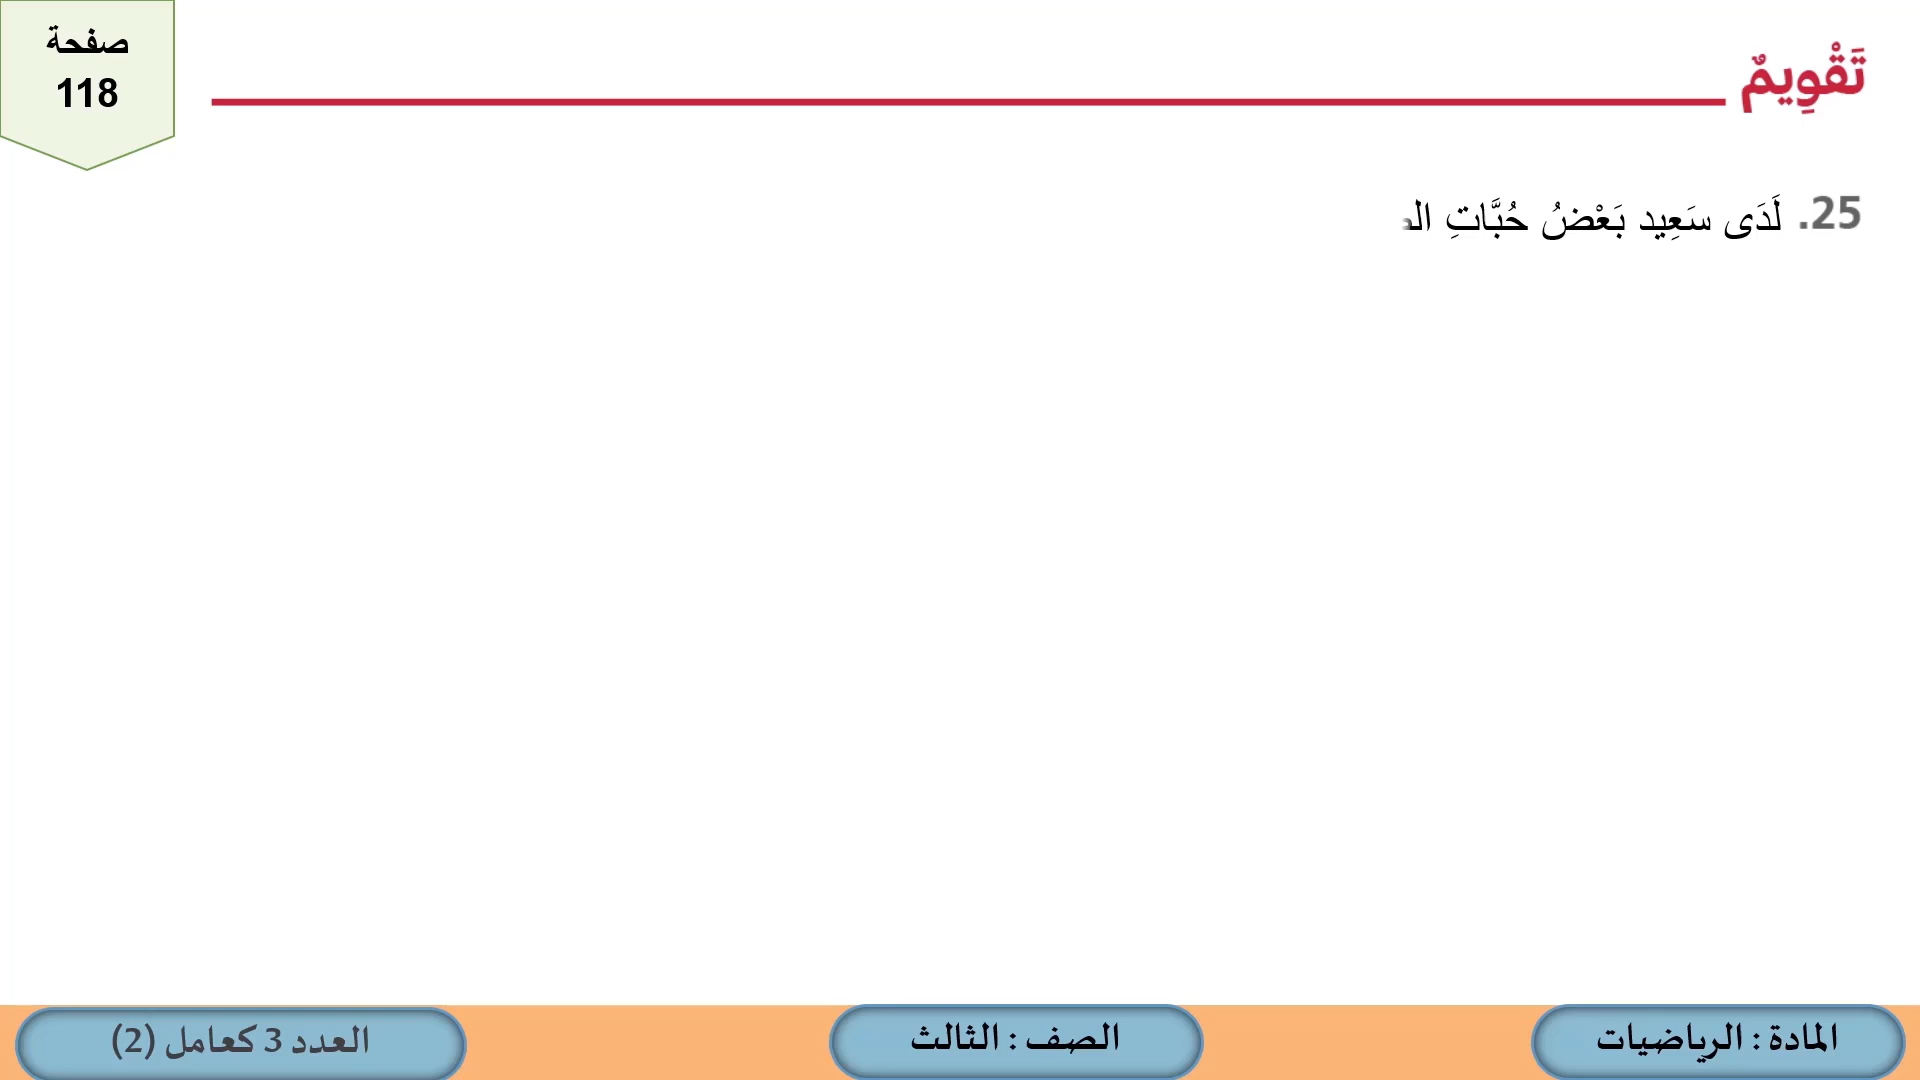 تَقْوِيمٌ
صفحة
118
25. لَدَى سَعِيد بَعْضُ حُبَّاتِ
المادة : الرياضيات
الصف : الثالث
العدد 3 كعامل (2)